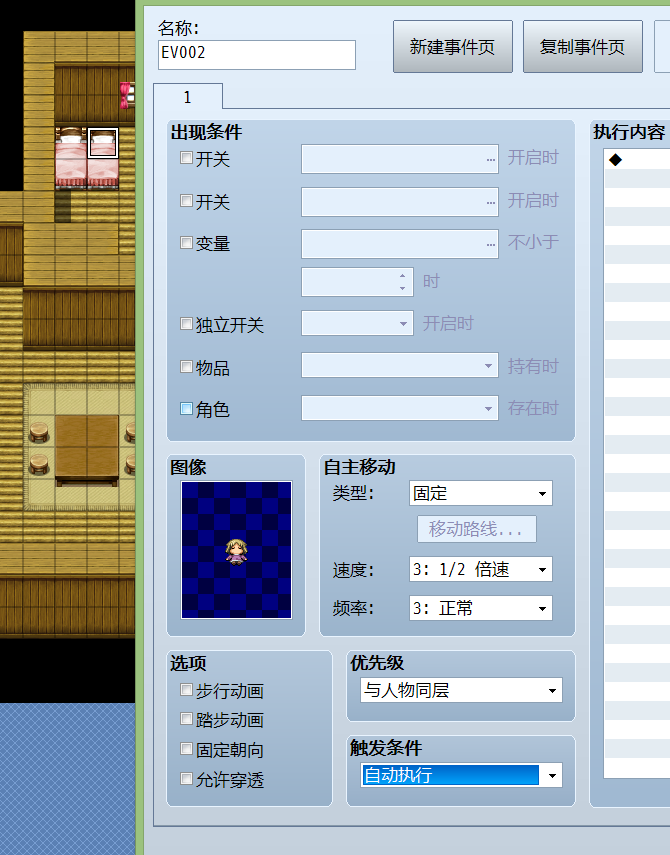 名称:
EV002
新建事件页
复制事件页
1
出现条件
开关 ... 开启时
开关 ... 开启时
变量 ... 不小于
时
独立开关 开启时
物品 持有时
角色 存在时
图像
自主移动
类型: 固定
移动路线...
速度: 3: 1/2 倍速
频率: 3: 正常
选项
步行动画
踏步动画
固定朝向
允许穿透
优先级
与人物同层
触发条件
自动执行
执行内容
◆